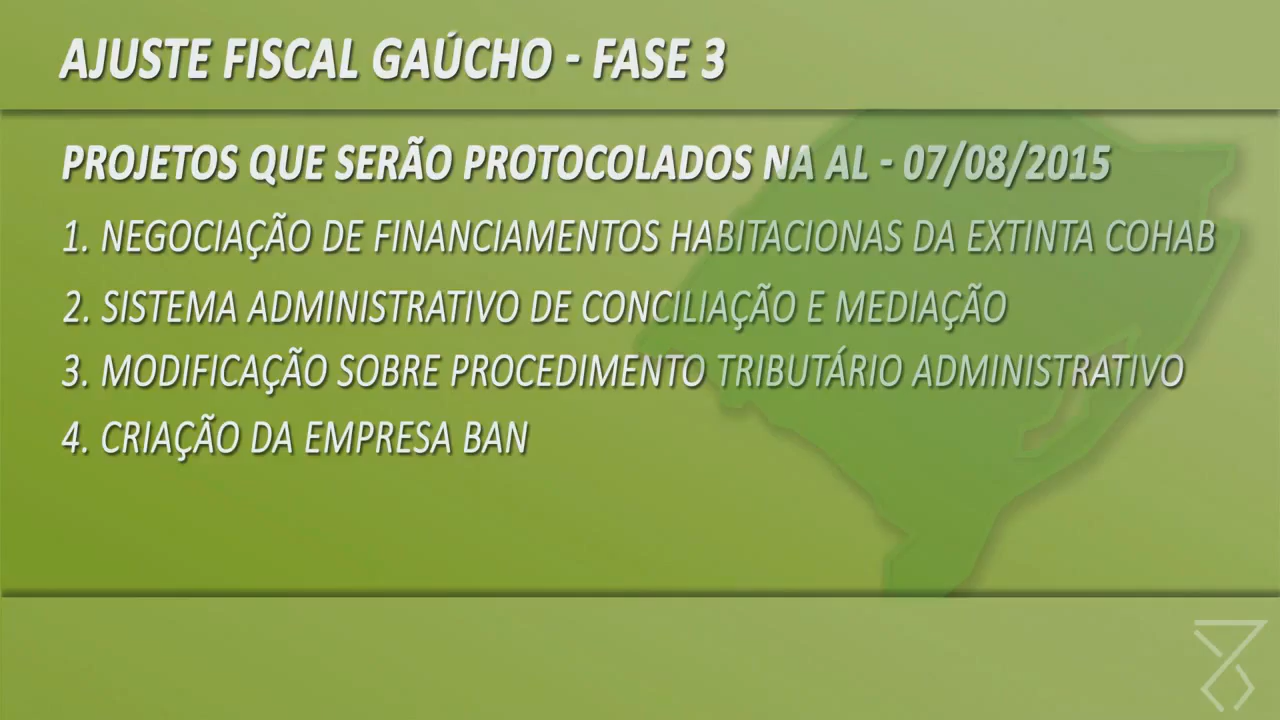 AJUSTE FISCAL GAÚCHO - FASE 3
PROJETOS QUE SERÃO PROTOCOLADOS NA AL - 07/08/2015
1. NEGOCIAÇÃO DE FINANCIAMENTOS HABITACIONAS DA EXTINTA COHAB
2. SISTEMA ADMINISTRATIVO DE CONCILIAÇÃO E MEDIAÇÃO
3. MODIFICAÇÃO SOBRE PROCEDIMENTO TRIBUTÁRIO ADMINISTRATIVO
4. CRIAÇÃO DA EMPRESA BAN